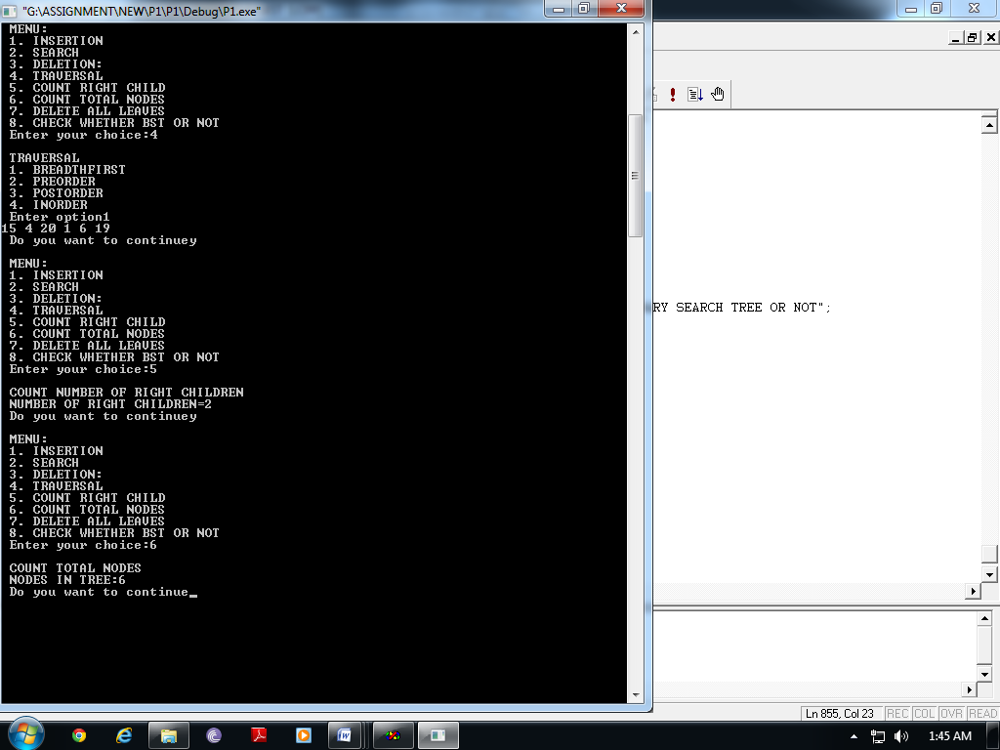 "G:\ASSIGNMENT\NEW\P1\P1\Debug\P1.exe"
MENU:
1. INSERTION
2. SEARCH
3. DELETION:
4. TRAVERSAL
5. COUNT RIGHT CHILD
6. COUNT TOTAL NODES
7. DELETE ALL LEAVES
8. CHECK WHETHER BST OR NOT
Enter your choice:4
TRAVERSAL
1. BREADTHFIRST
2. PREORDER
3. POSTORDER
4. INORDER
Enter option1
15 4 20 1 6 19
Do you want to continuey
MENU:
1. INSERTION
2. SEARCH
3. DELETION:
4. TRAVERSAL
5. COUNT RIGHT CHILD
6. COUNT TOTAL NODES
7. DELETE ALL LEAVES
8. CHECK WHETHER BST OR NOT
Enter your choice:5
COUNT NUMBER OF RIGHT CHILDREN
NUMBER OF RIGHT CHILDREN=2
Do you want to continuey
MENU:
1. INSERTION
2. SEARCH
3. DELETION:
4. TRAVERSAL
5. COUNT RIGHT CHILD
6. COUNT TOTAL NODES
7. DELETE ALL LEAVES
8. CHECK WHETHER BST OR NOT
Enter your choice:6
COUNT TOTAL NODES
NODES IN TREE:6
Do you want to continue_
RY SEARCH TREE OR NOT";
Ln 855, Col 23 REC COL OVR READ
1:45 AM